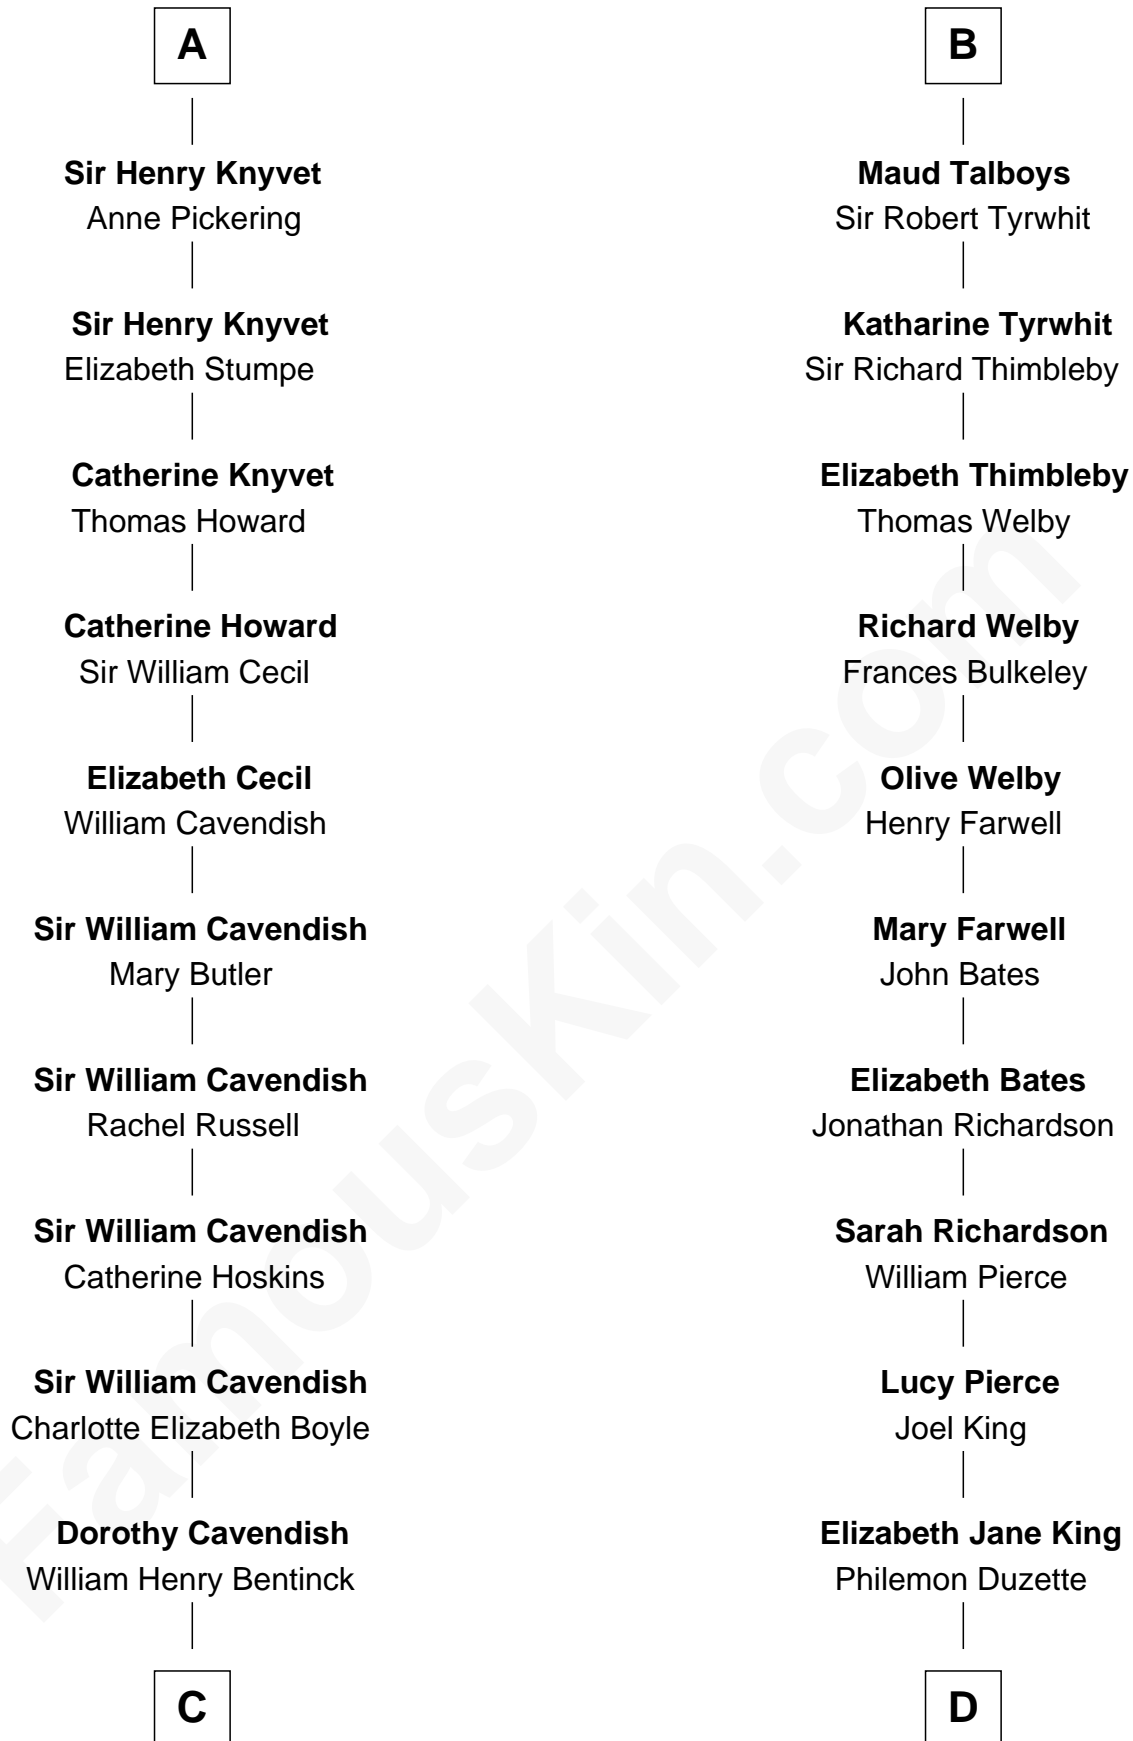 A
Sir Henry Knyvet
Anne Pickering
Sir Henry Knyvet
Elizabeth Stumpe
Catherine Knyvet
Thomas Howard
Catherine Howard
Sir William Cecil
Elizabeth Cecil
William Cavendish
Sir William Cavendish
Mary Butler
Sir William Cavendish
Rachel Russell
Sir William Cavendish
Catherine Hoskins
Sir William Cavendish
Charlotte Elizabeth Boyle
Dorothy Cavendish
William Henry Bentinck
C
B
Maud Talboys
Sir Robert Tyrwhit
Katharine Tyrwhit
Sir Richard Thimbleby
Elizabeth Thimbleby
Thomas Welby
Richard Welby
Frances Bulkeley
Olive Welby
Henry Farwell
Mary Farwell
John Bates
Elizabeth Bates
Jonathan Richardson
Sarah Richardson
William Pierce
Lucy Pierce
Joel King
Elizabeth Jane King
Philemon Duzette
D
FamousKin.com